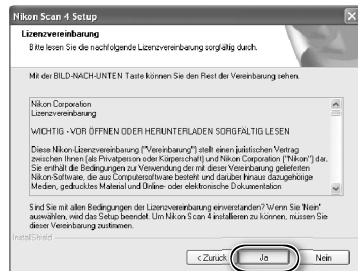 Nikon Scan 4 Setup
Lizenzvereinbarung
Bitte lesen Sie die nachfolgende Lizenzvereinbarung sorgfältig durch.
Mit der BILD-NACH-UNTEN Taste können Sie den Rest der Vereinbarung sehen.
Nikon Corporation
Lizenzvereinbarung
WICHTIG - VOR ÖFFNEN ODER HERUNTERLADEN SORGFÄLTIG LESEN
Diese Nikon-Lizenzvereinbarung ("Vereinbarung") stellt einen juristischen Vertrag
zwischen Ihnen (als Privatperson oder Körperschaft) und Nikon Corporation ("Nikon") dar.
Sie enthält die Bedingungen zur Verwendung der mit dieser Vereinbarung gelieferten
Nikon-Software, die aus Computersoftware besteht und darüber hinaus dazugehörige
Medien, gedrucktes Material und Online- oder elektronische Dokumentation
Sind Sie mit allen Bedingungen der Lizenzvereinbarung einverstanden? Wenn Sie 'Nein'
auswählen, wird das Setup beendet. Um Nikon Scan 4 installieren zu können, müssen Sie
dieser Vereinbarung zustimmen.
InstallShield
< Zurück
Ja
Nein